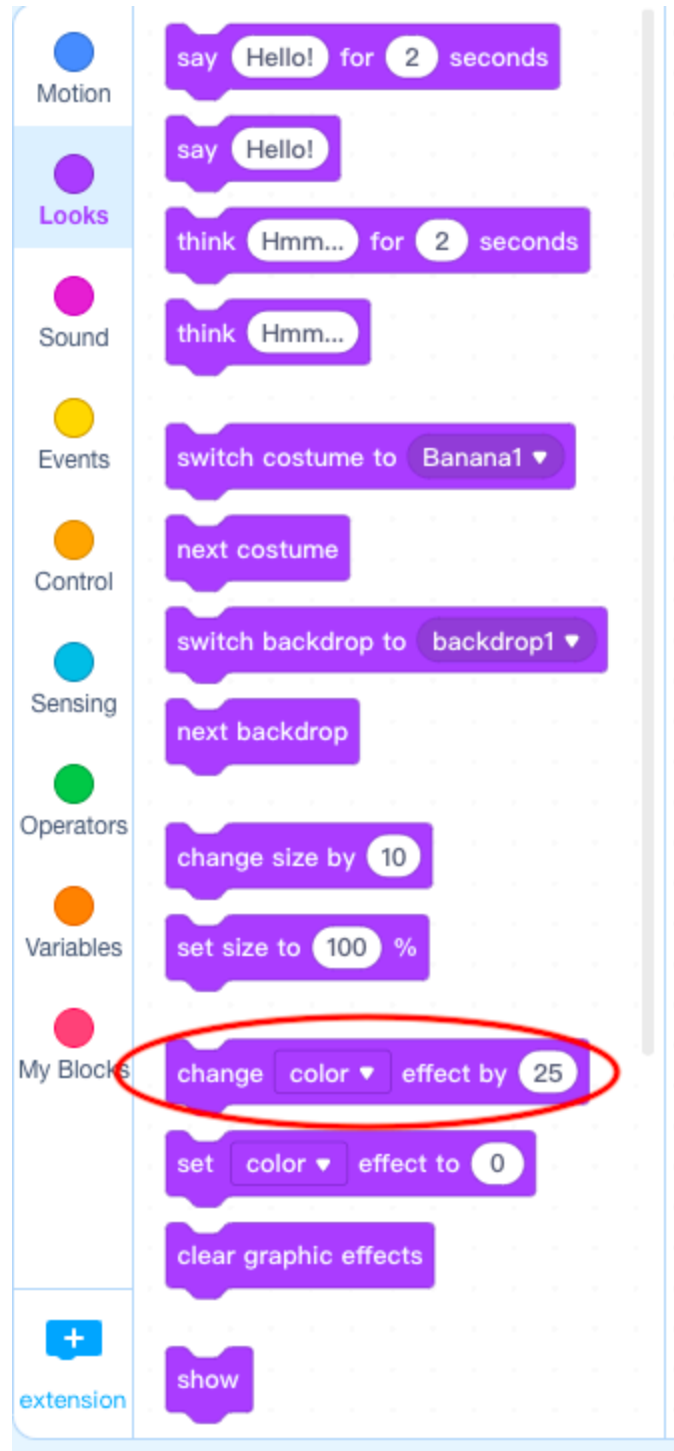 Motion
Looks
Sound
Events
Control
Sensing
Operators
Variables
My Blocks
extension
say Hello! for 2 seconds
say Hello!
think Hmm... for 2 seconds
think Hmm...
switch costume to Banana1
next costume
switch backdrop to backdrop1
next backdrop
change size by 10
set size to 100 %
change color effect by 25
set color effect to 0
clear graphic effects
show